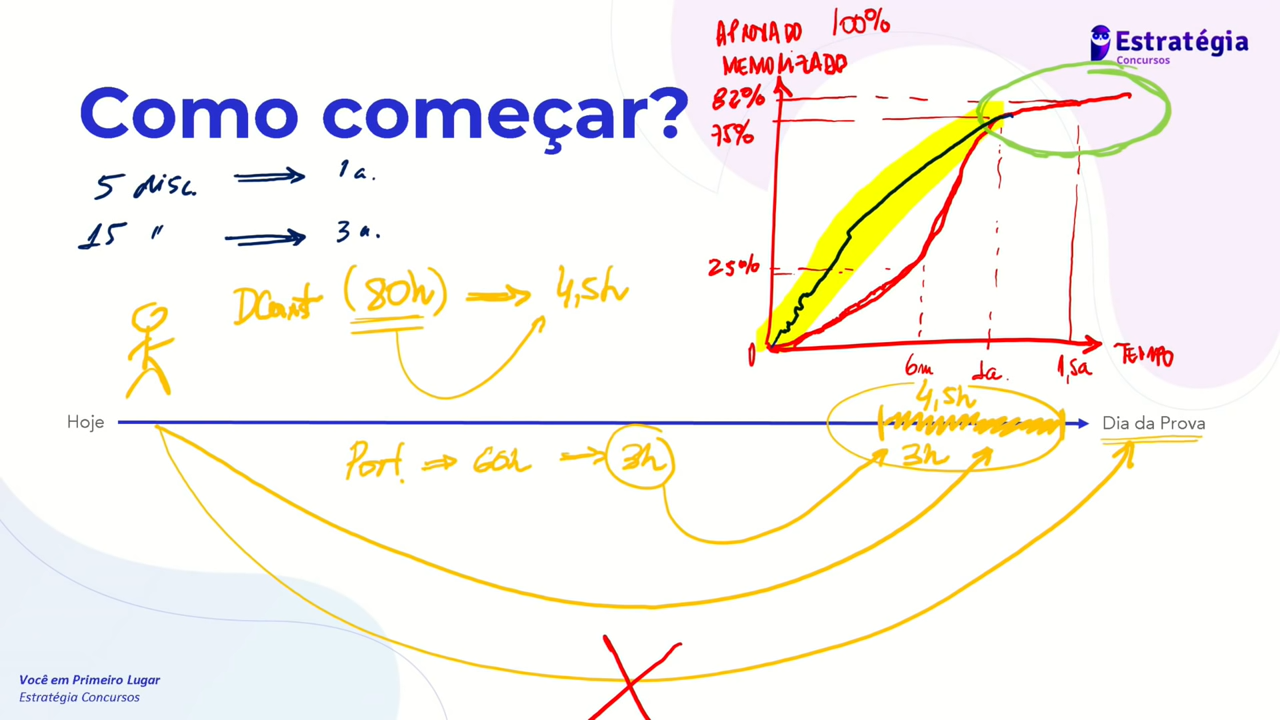 APROVADO 100%
MEMORIZADO
Estratégia
Concursos
Como começar?
82%
75%
5 disc. 1 a.
15 " 3 a.
25%
DConst (80h) 4,5h
0
6m 1a. 1,5a
TEMPO
4,5h
Hoje
Dia da Prova
Port. 60h 3h
3h
Você em Primeiro Lugar
Estratégia Concursos